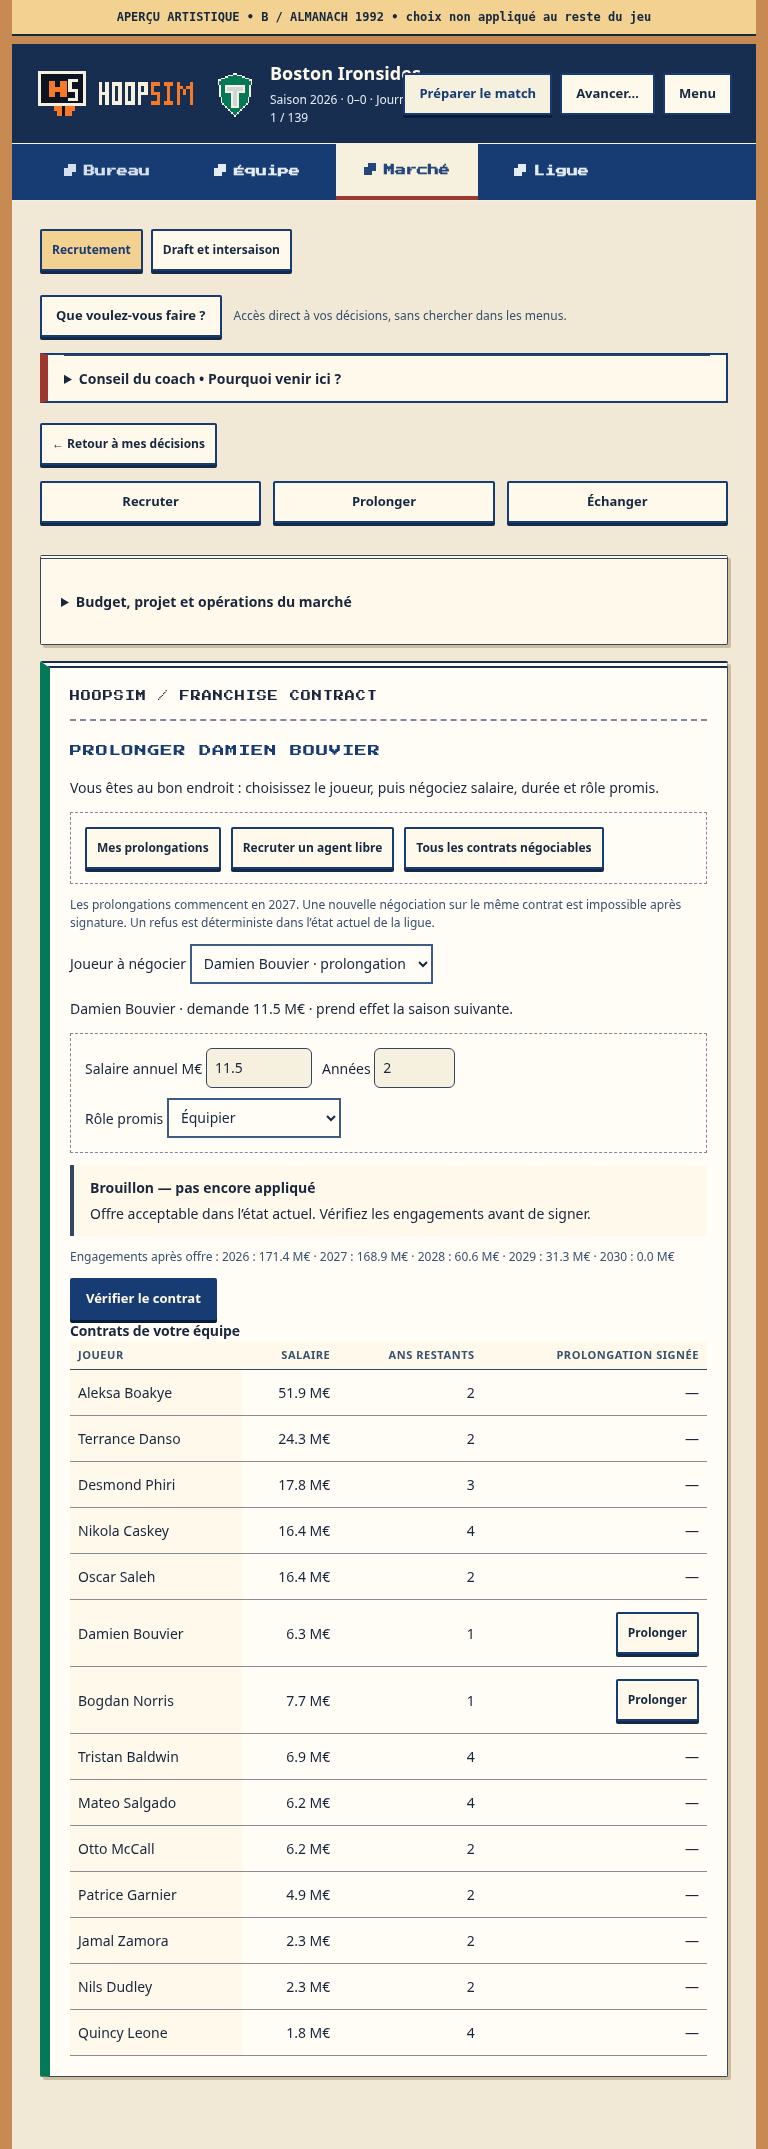 APERÇU ARTISTIQUE • B / ALMANACH 1992 • choix non appliqué au reste du jeu
HS HOOPSIM
T
Boston Ironsides
Saison 2026 · 0–0 · Journ
1 / 139
Préparer le match
Avancer…
Menu
Bureau
Équipe
Marché
Ligue
Recrutement
Draft et intersaison
Que voulez-vous faire ?
Accès direct à vos décisions, sans chercher dans les menus.
▶ Conseil du coach • Pourquoi venir ici ?
← Retour à mes décisions
Recruter
Prolonger
Échanger
▶ Budget, projet et opérations du marché
HOOPSIM / FRANCHISE CONTRACT
PROLONGER DAMIEN BOUVIER
Vous êtes au bon endroit : choisissez le joueur, puis négociez salaire, durée et rôle promis.
Mes prolongations
Recruter un agent libre
Tous les contrats négociables
Les prolongations commencent en 2027. Une nouvelle négociation sur le même contrat est impossible après
signature. Un refus est déterministe dans l’état actuel de la ligue.
Joueur à négocier Damien Bouvier · prolongation
Damien Bouvier · demande 11.5 M€ · prend effet la saison suivante.
Salaire annuel M€ 11.5 Années 2
Rôle promis Équipier
Brouillon — pas encore appliqué
Offre acceptable dans l’état actuel. Vérifiez les engagements avant de signer.
Engagements après offre : 2026 : 171.4 M€ · 2027 : 168.9 M€ · 2028 : 60.6 M€ · 2029 : 31.3 M€ · 2030 : 0.0 M€
Vérifier le contrat
Contrats de votre équipe
JOUEUR SALAIRE ANS RESTANTS PROLONGATION SIGNÉE
Aleksa Boakye 51.9 M€ 2 —
Terrance Danso 24.3 M€ 2 —
Desmond Phiri 17.8 M€ 3 —
Nikola Caskey 16.4 M€ 4 —
Oscar Saleh 16.4 M€ 2 —
Damien Bouvier 6.3 M€ 1 Prolonger
Bogdan Norris 7.7 M€ 1 Prolonger
Tristan Baldwin 6.9 M€ 4 —
Mateo Salgado 6.2 M€ 4 —
Otto McCall 6.2 M€ 2 —
Patrice Garnier 4.9 M€ 2 —
Jamal Zamora 2.3 M€ 2 —
Nils Dudley 2.3 M€ 2 —
Quincy Leone 1.8 M€ 4 —